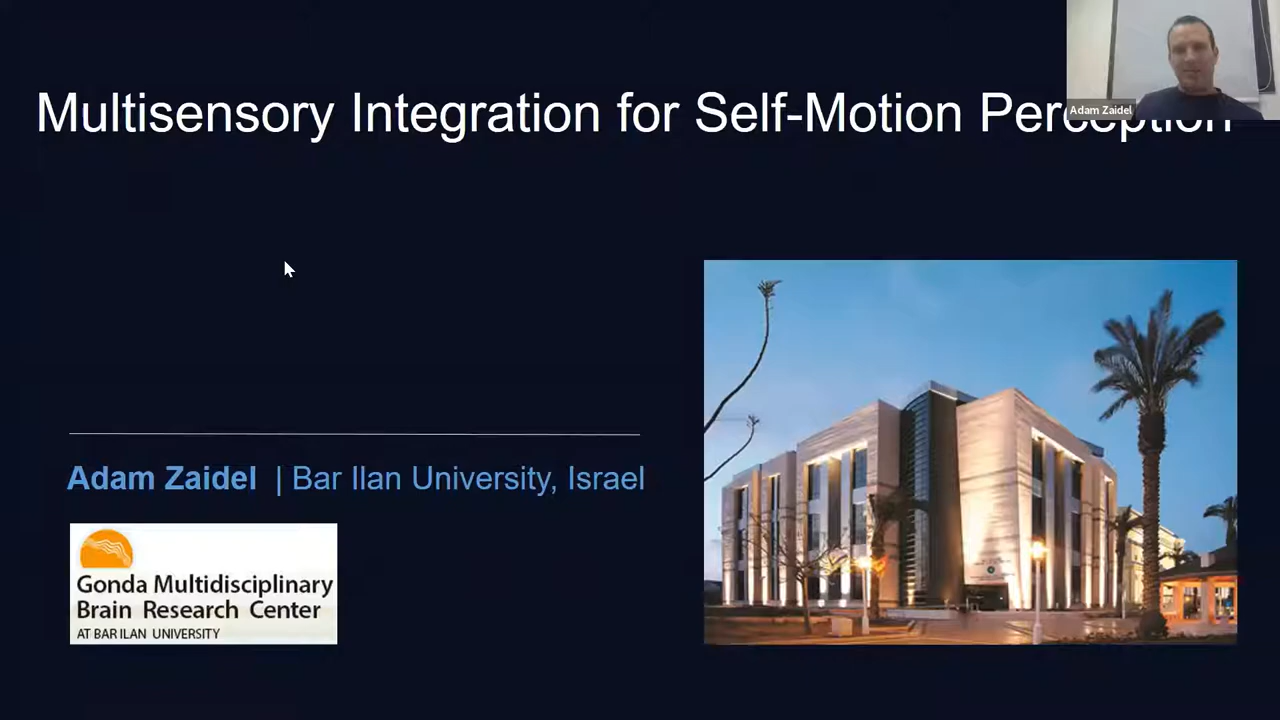 Multisensory Integration for Self-Motion Perception
Adam Zaidel
Adam Zaidel | Bar Ilan University, Israel
Gonda Multidisciplinary
Brain Research Center
AT BAR ILAN UNIVERSITY